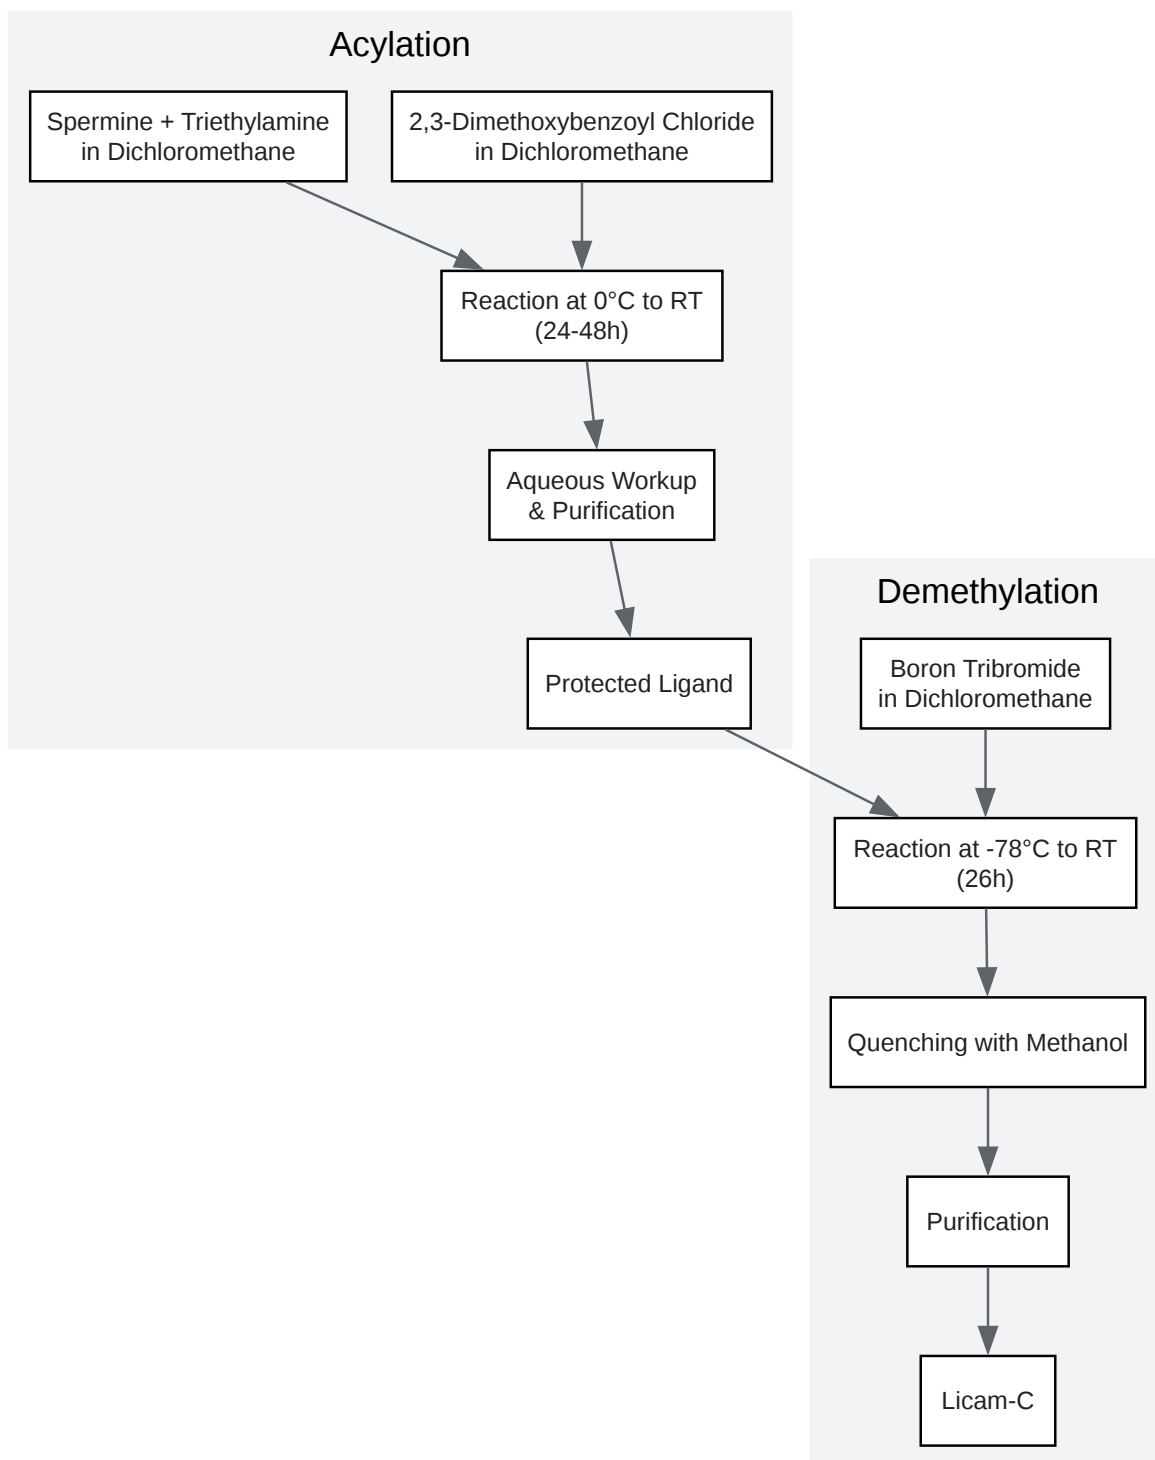 Acylation
Spermine + Triethylamine
in Dichloromethane
2,3-Dimethoxybenzoyl Chloride
in Dichloromethane
Reaction at 0°C to RT
(24-48h)
Aqueous Workup
& Purification
Protected Ligand
Demethylation
Boron Tribromide
in Dichloromethane
Reaction at -78°C to RT
(26h)
Quenching with Methanol
Purification
Licam-C